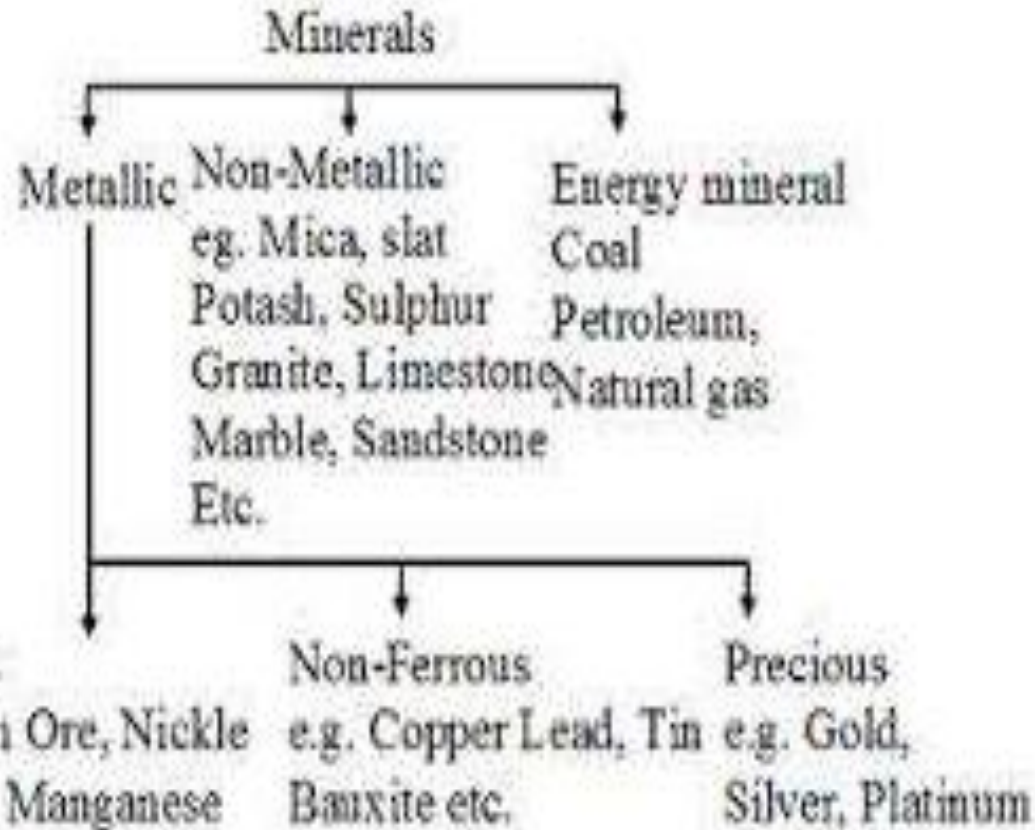 Minerals
Metallic
Non-Metallic
eg. Mica, slat
Potash, Sulphur
Granite, Limestone
Marble, Sandstone
Etc.
Energy mineral
Coal
Petroleum,
Natural gas
Ore, Nickle
Manganese
Non-Ferrous
e.g. Copper Lead, Tin
Bauxite etc.
Precious
e.g. Gold,
Silver, Platinum